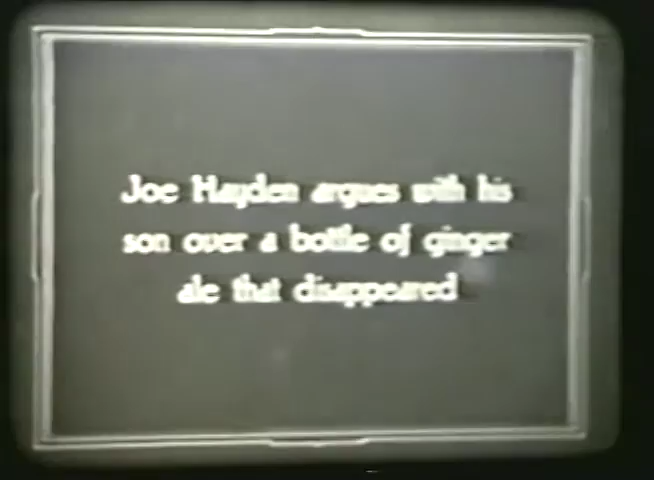 Joe Hayden argues with his
son over a bottle of ginger
ale that disappeared